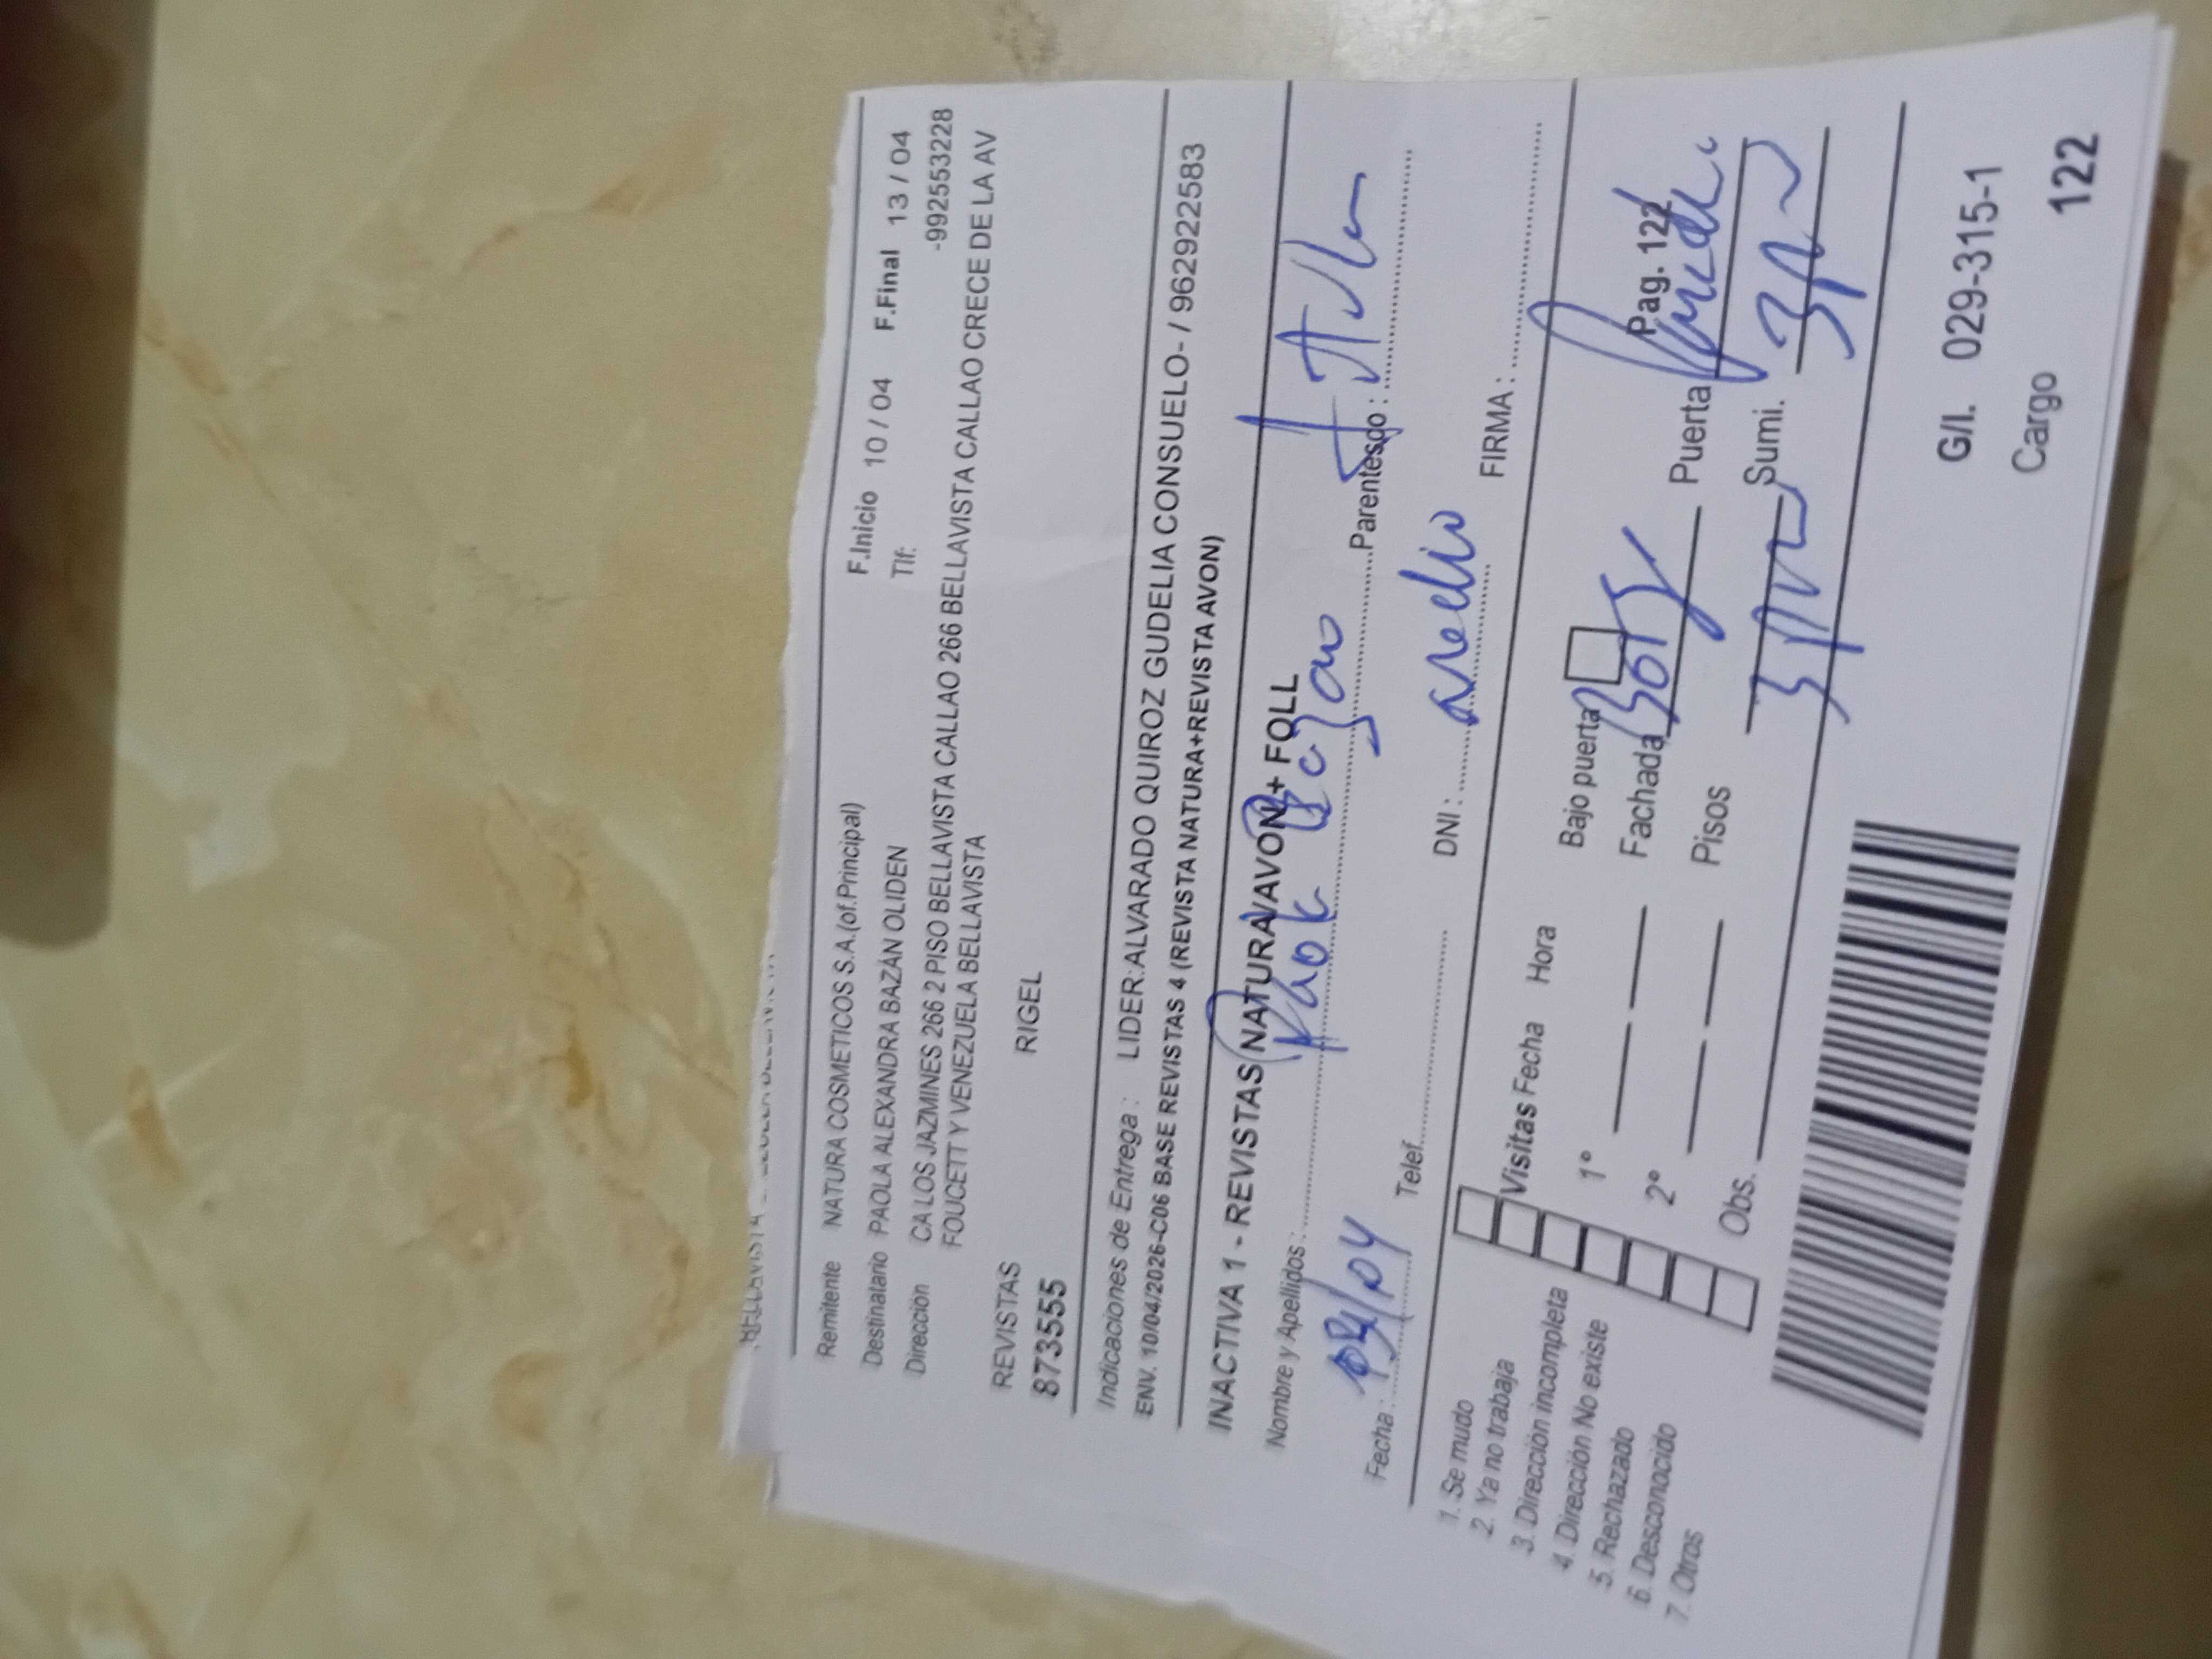 Remitente NATURA COSMETICOS S.A.(of.Principal) F.Inicio 10 / 04 F.Final 13 / 04
Destinatario PAOLA ALEXANDRA BAZÁN OLIDEN Tlf: -992553228
Dirección CA LOS JAZMINES 266 2 PISO BELLAVISTA CALLAO 266 BELLAVISTA CALLAO 266 BELLAVISTA CALLAO CRECE DE LA AV
FOUCETT Y VENEZUELA BELLAVISTA
REVISTAS RIGEL
873555
Indicaciones de Entrega : LIDER:ALVARADO QUIROZ GUDELIA CONSUELO- / 962922583
ENV. 10/04/2026-C06 BASE REVISTAS 4 (REVISTA NATURA+REVISTA AVON)
INACTIVA 1 - REVISTAS NATURA/AVON + FOLL
Nombre y Apellidos : Parentesco :
Fecha : Telef. DNI : FIRMA :
1. Se mudo
2. Ya no trabaja
3. Dirección incompleta
4. Dirección No existe
5. Rechazado
6. Desconocido
7. Otros
Visitas Fecha Hora Bajo puerta Pag. 122
1° Fachada Puerta
2° Pisos Sumi.
Obs.
G/I. 029-315-1
Cargo 122